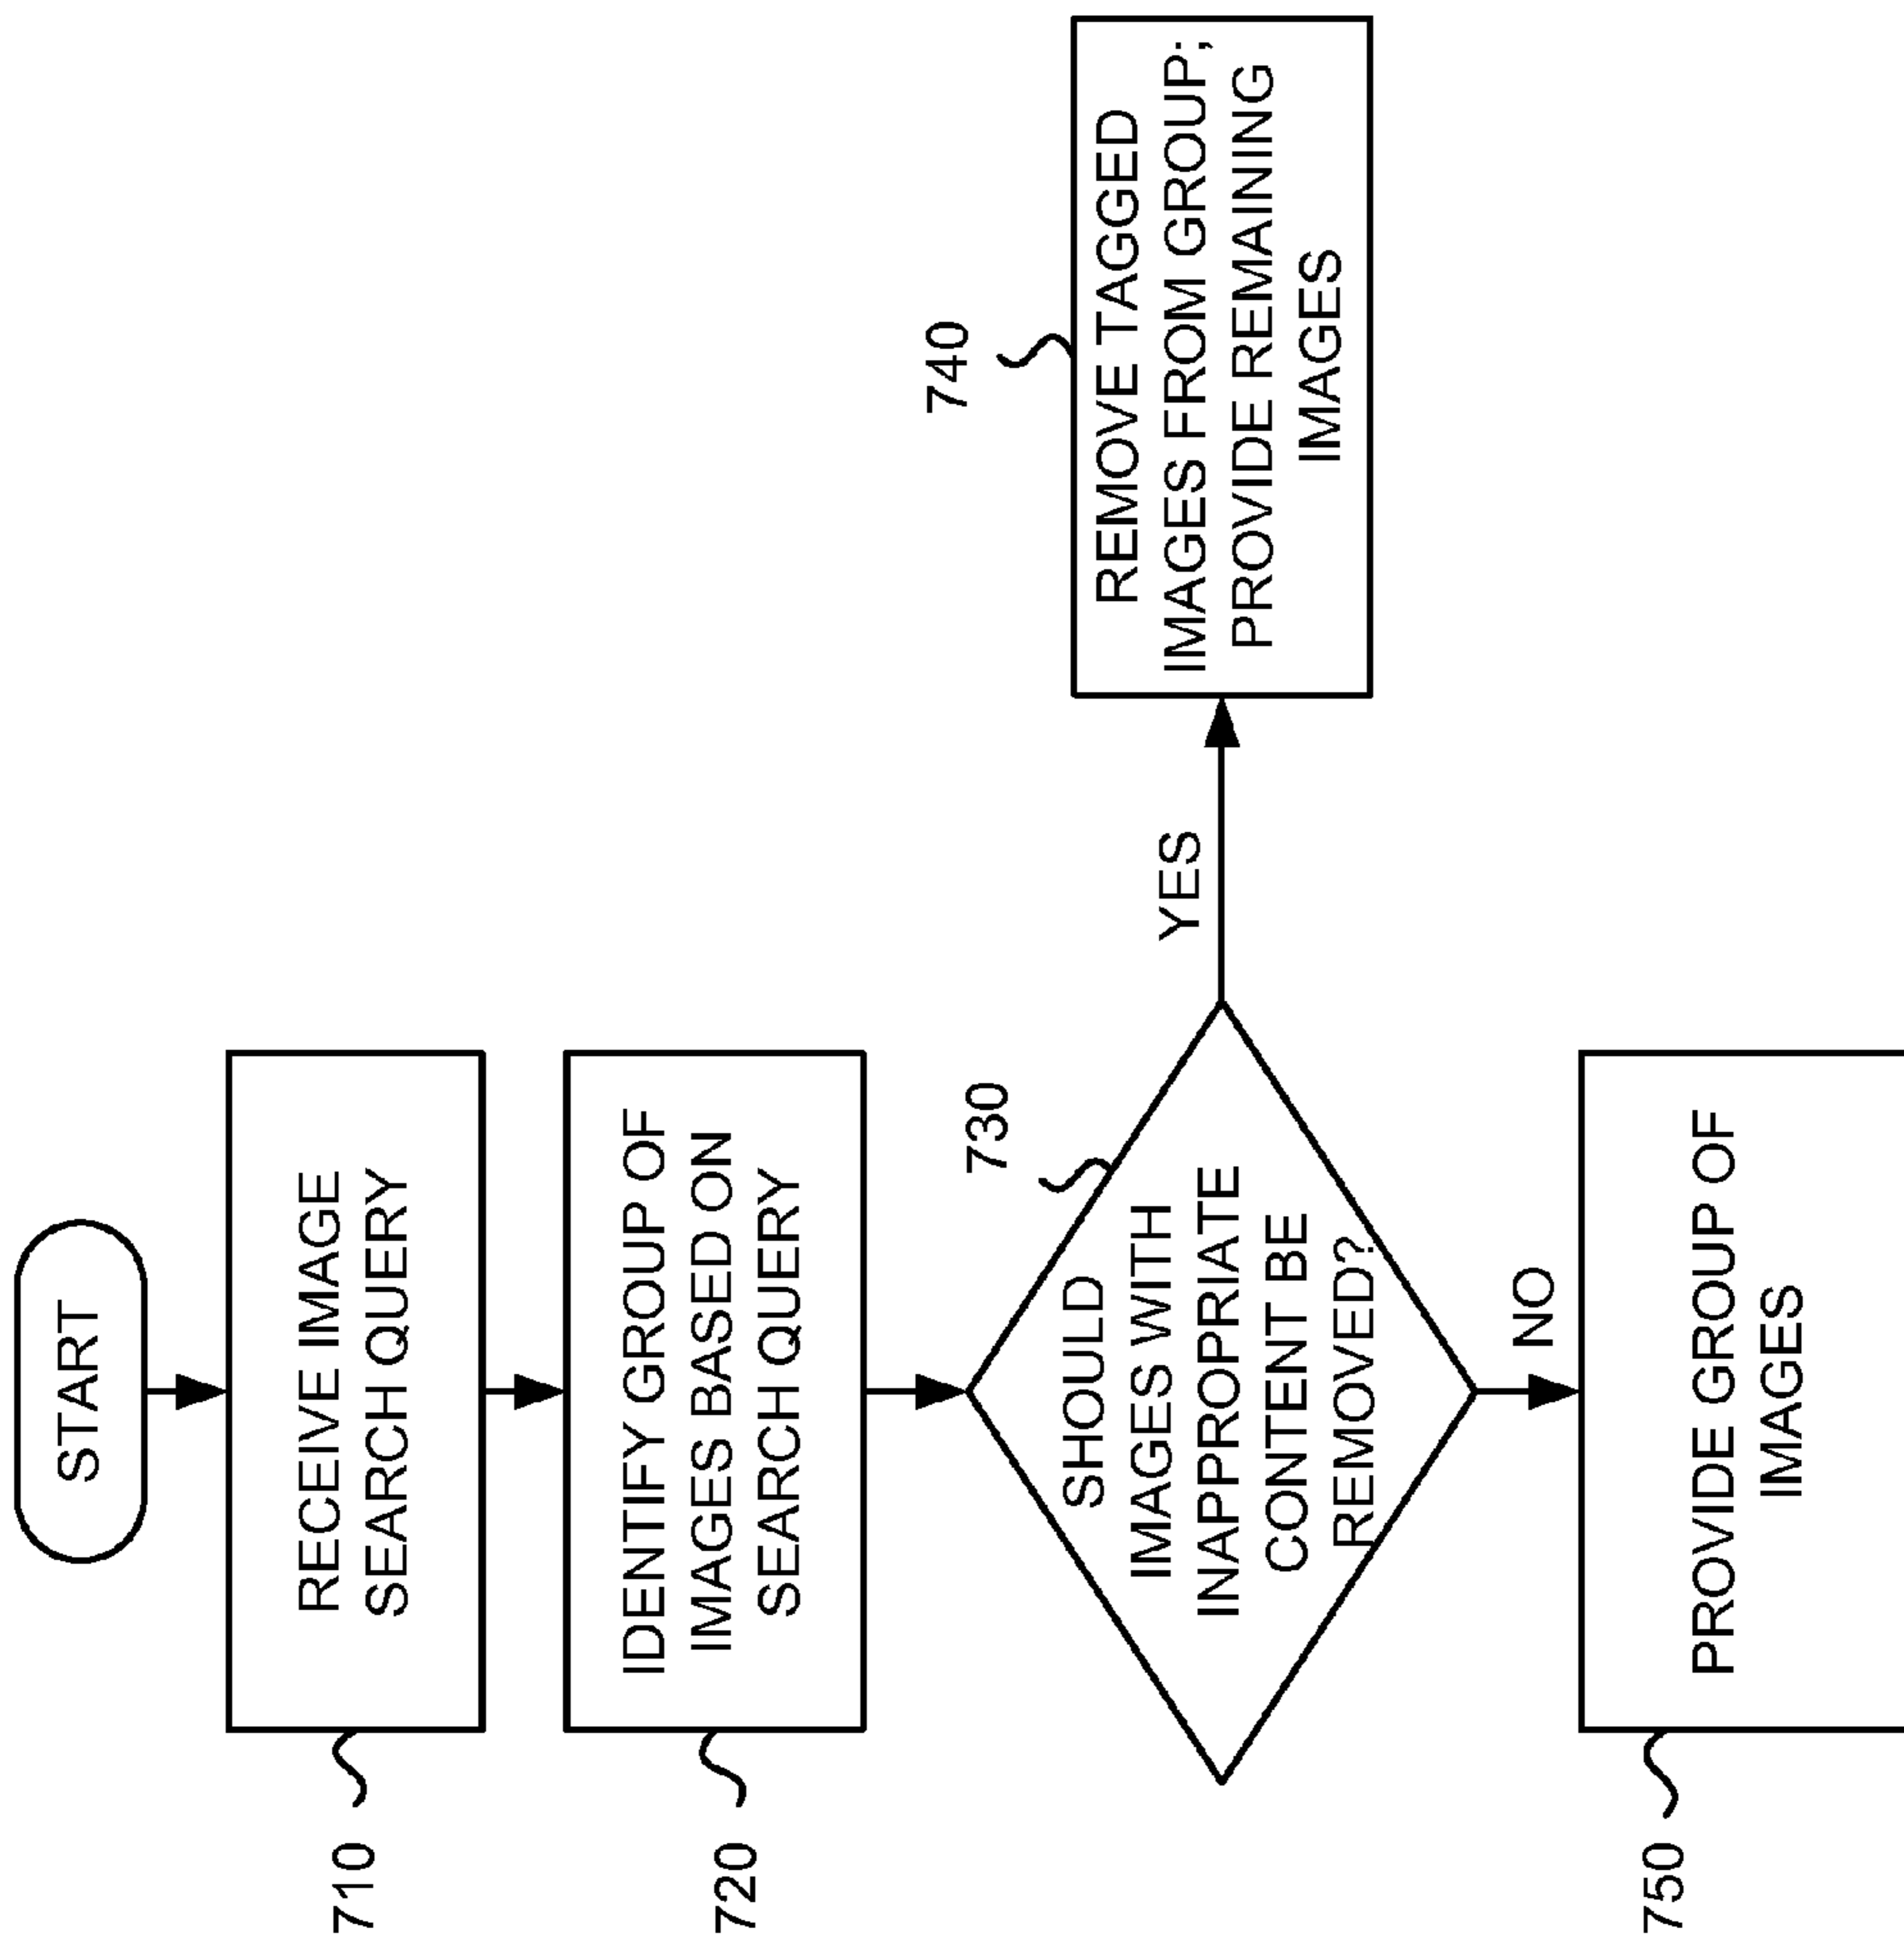 START
710
RECEIVE IMAGE
SEARCH QUERY
720
IDENTIFY GROUP OF
IMAGES BASED ON
SEARCH QUERY
730
SHOULD
IMAGES WITH
INAPPROPRIATE
CONTENT BE
REMOVED?
YES
740
REMOVE TAGGED
IMAGES FROM GROUP;
PROVIDE REMAINING
IMAGES
NO
750
PROVIDE GROUP OF
IMAGES